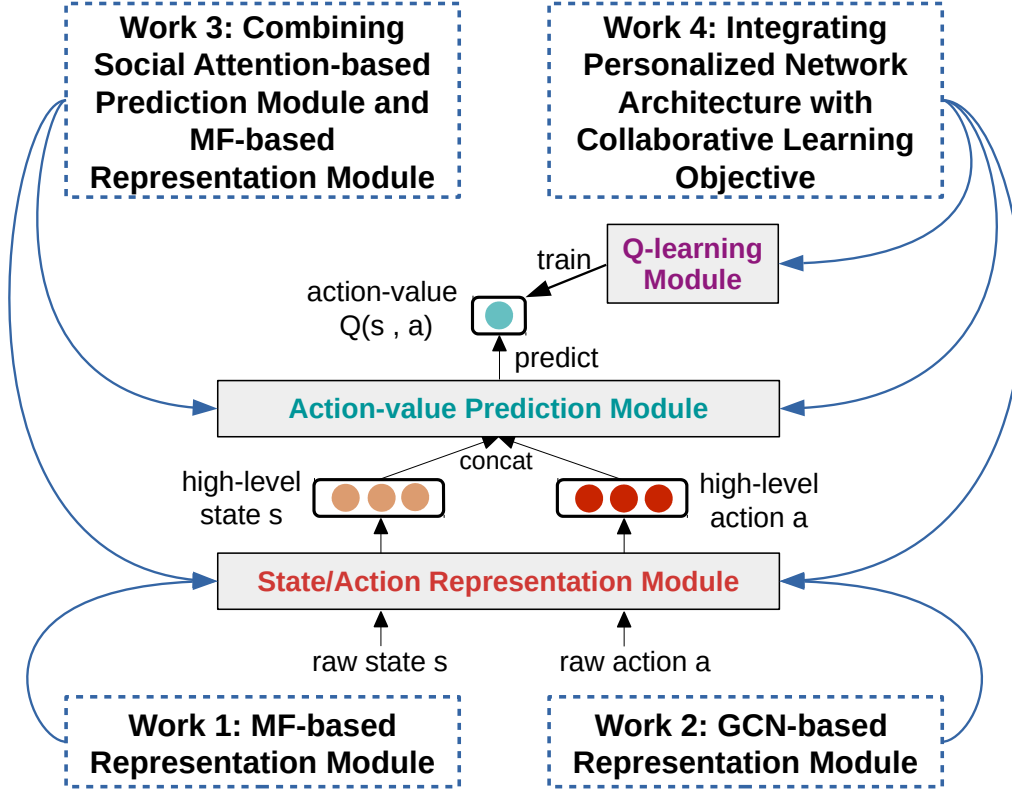 Work 3: Combining
Social Attention-based
Prediction Module and
MF-based
Representation Module
Work 4: Integrating
Personalized Network
Architecture with
Collaborative Learning
Objective
Q-learning
Module
train
action-value
Q(s , a)
predict
Action-value Prediction Module
concat
high-level
state s
high-level
action a
State/Action Representation Module
raw state s
raw action a
Work 1: MF-based
Representation Module
Work 2: GCN-based
Representation Module